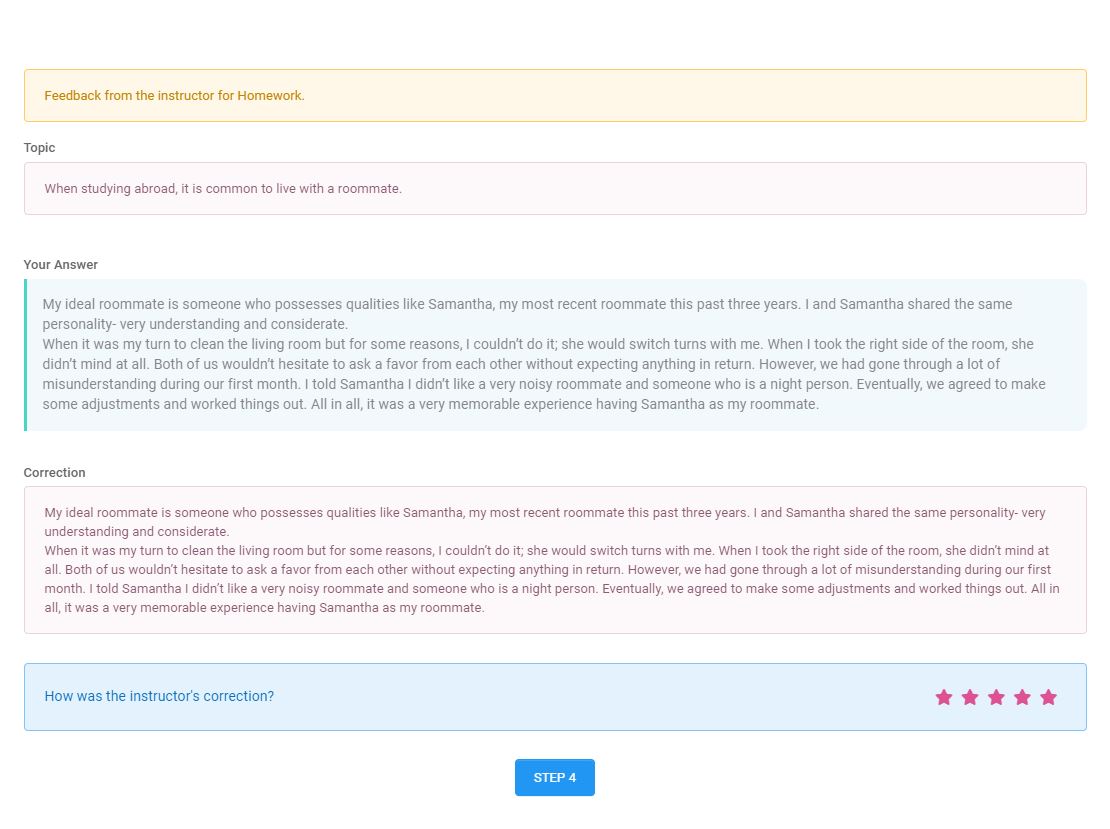 Feedback from the instructor for Homework.
Topic
When studying abroad, it is common to live with a roommate.
Your Answer
My ideal roommate is someone who possesses qualities like Samantha, my most recent roommate this past three years. I and Samantha shared the same
personality- very understanding and considerate.
When it was my turn to clean the living room but for some reasons, I couldn’t do it; she would switch turns with me. When I took the right side of the room, she
didn’t mind at all. Both of us wouldn’t hesitate to ask a favor from each other without expecting anything in return. However, we had gone through a lot of
misunderstanding during our first month. I told Samantha I didn’t like a very noisy roommate and someone who is a night person. Eventually, we agreed to make
some adjustments and worked things out. All in all, it was a very memorable experience having Samantha as my roommate.
Correction
My ideal roommate is someone who possesses qualities like Samantha, my most recent roommate this past three years. I and Samantha shared the same personality- very
understanding and considerate.
When it was my turn to clean the living room but for some reasons, I couldn’t do it; she would switch turns with me. When I took the right side of the room, she didn’t mind at
all. Both of us wouldn’t hesitate to ask a favor from each other without expecting anything in return. However, we had gone through a lot of misunderstanding during our first
month. I told Samantha I didn’t like a very noisy roommate and someone who is a night person. Eventually, we agreed to make some adjustments and worked things out. All in
all, it was a very memorable experience having Samantha as my roommate.
How was the instructor's correction?
STEP 4